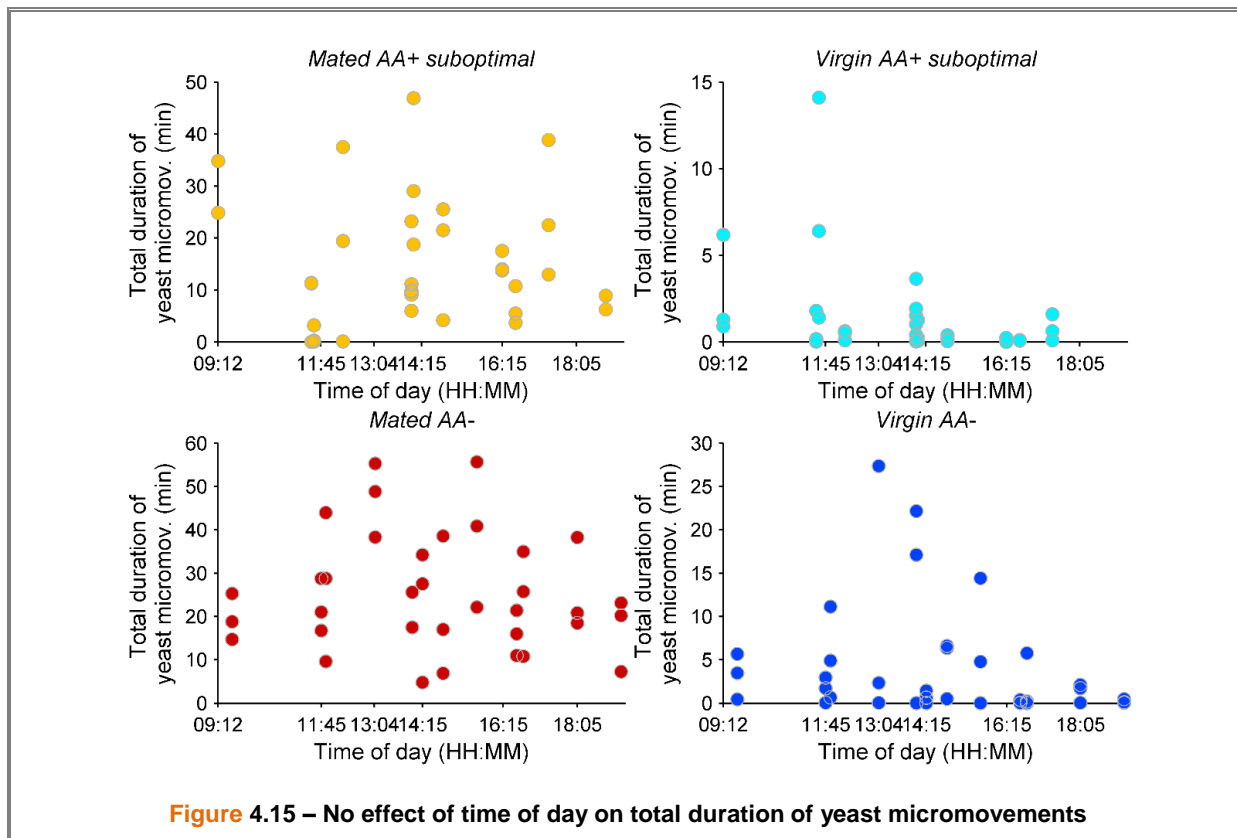 Mated AA+ suboptimal
Total duration of
yeast micromov. (min)
50
40
30
20
10
0
09:12 11:45 13:04 14:15 16:15 18:05
Time of day (HH:MM)
Virgin AA+ suboptimal
Total duration of
yeast micromov. (min)
15
10
5
0
09:12 11:45 13:04 14:15 16:15 18:05
Time of day (HH:MM)
Mated AA-
Total duration of
yeast micromov. (min)
60
50
40
30
20
10
0
09:12 11:45 13:04 14:15 16:15 18:05
Time of day (HH:MM)
Virgin AA-
Total duration of
yeast micromov. (min)
30
25
20
15
10
5
0
09:12 11:45 13:04 14:15 16:15 18:05
Time of day (HH:MM)
Figure 4.15 – No effect of time of day on total duration of yeast micromovements